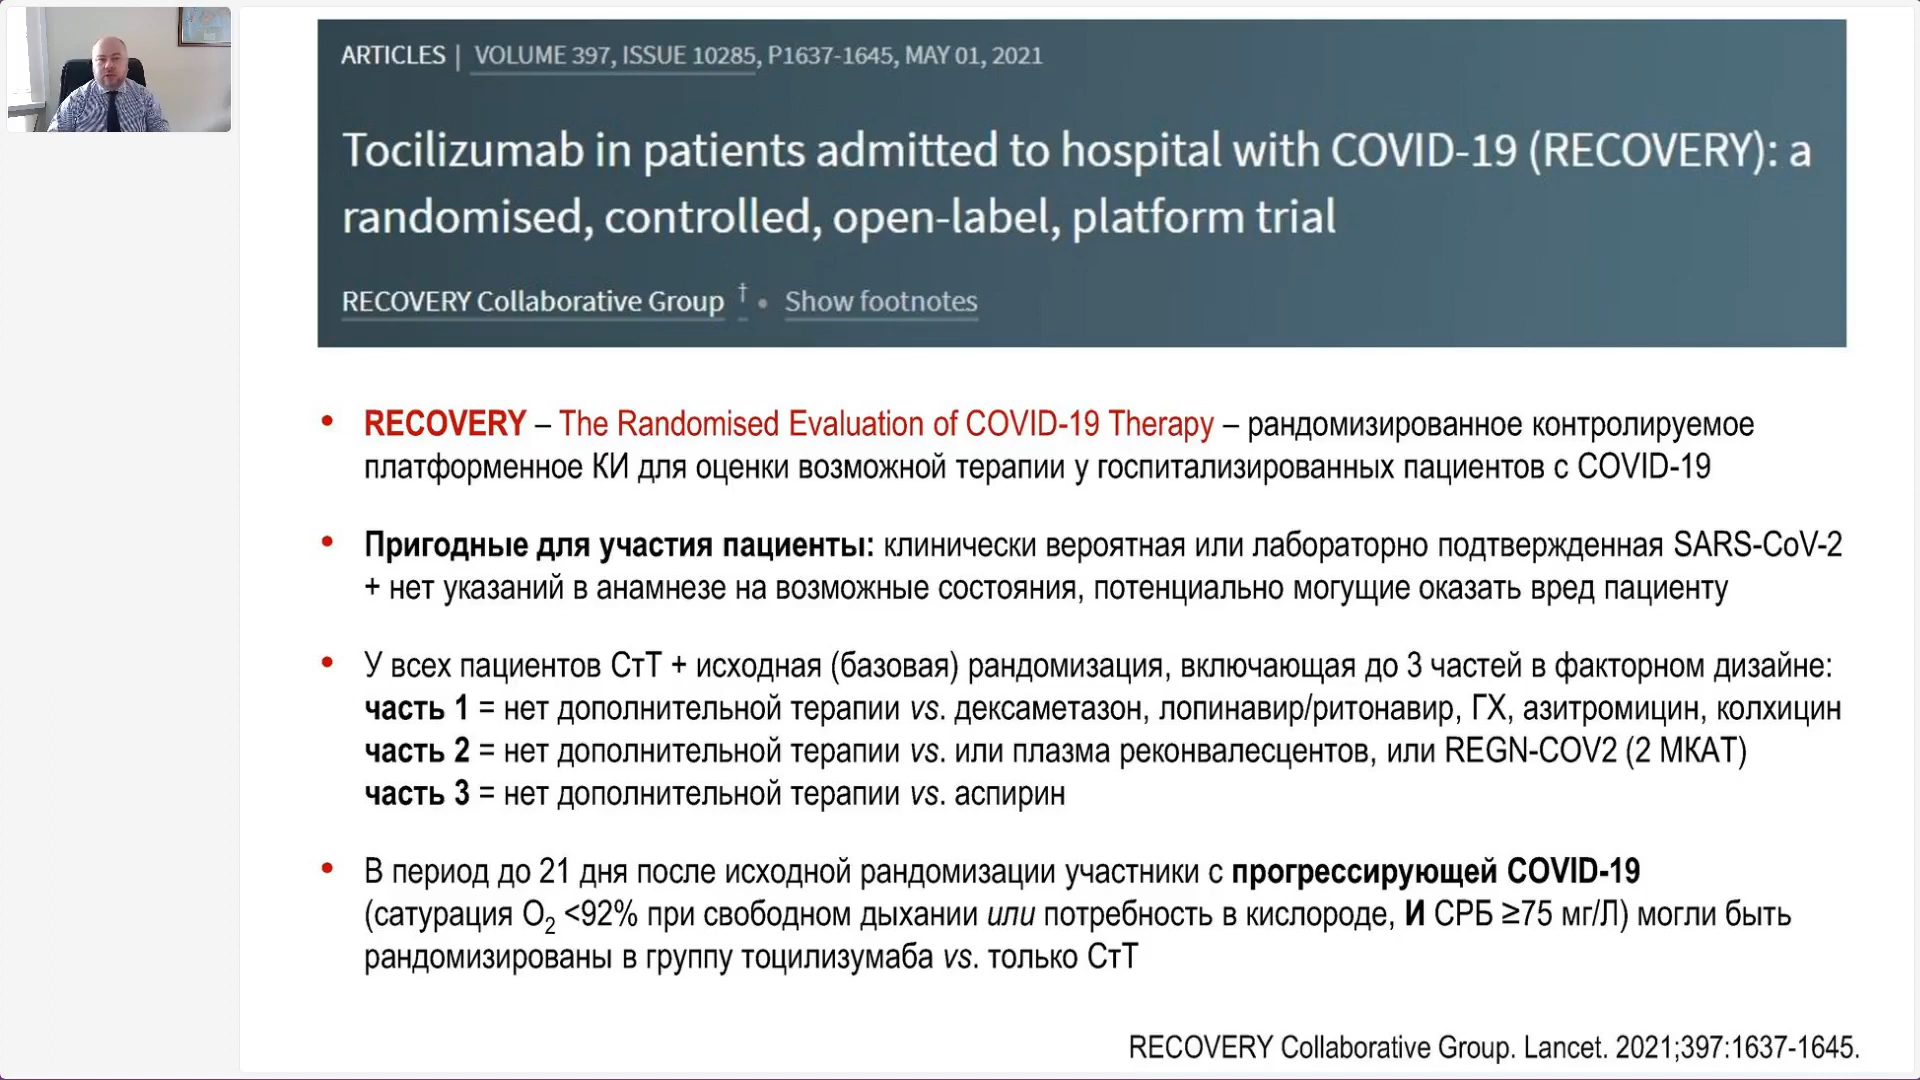 ARTICLES | VOLUME 397, ISSUE 10285, P1637-1645, MAY 01, 2021
Tocilizumab in patients admitted to hospital with COVID-19 (RECOVERY): a
randomised, controlled, open-label, platform trial
RECOVERY Collaborative Group † • Show footnotes
• RECOVERY – The Randomised Evaluation of COVID-19 Therapy – рандомизированное контролируемое
платформенное КИ для оценки возможной терапии у госпитализированных пациентов с COVID-19
• Пригодные для участия пациенты: клинически вероятная или лабораторно подтвержденная SARS-CoV-2
+ нет указаний в анамнезе на возможные состояния, потенциально могущие оказать вред пациенту
• У всех пациентов СтТ + исходная (базовая) рандомизация, включающая до 3 частей в факторном дизайне:
часть 1 = нет дополнительной терапии vs. дексаметазон, лопинавир/ритонавир, ГХ, азитромицин, колхицин
часть 2 = нет дополнительной терапии vs. или плазма реконвалесцентов, или REGN-COV2 (2 МКАТ)
часть 3 = нет дополнительной терапии vs. аспирин
• В период до 21 дня после исходной рандомизации участники с прогрессирующей COVID-19
(сатурация O₂ <92% при свободном дыхании или потребность в кислороде, И СРБ ≥75 мг/Л) могли быть
рандомизированы в группу тоцилизумаба vs. только СтТ
RECOVERY Collaborative Group. Lancet. 2021;397:1637-1645.